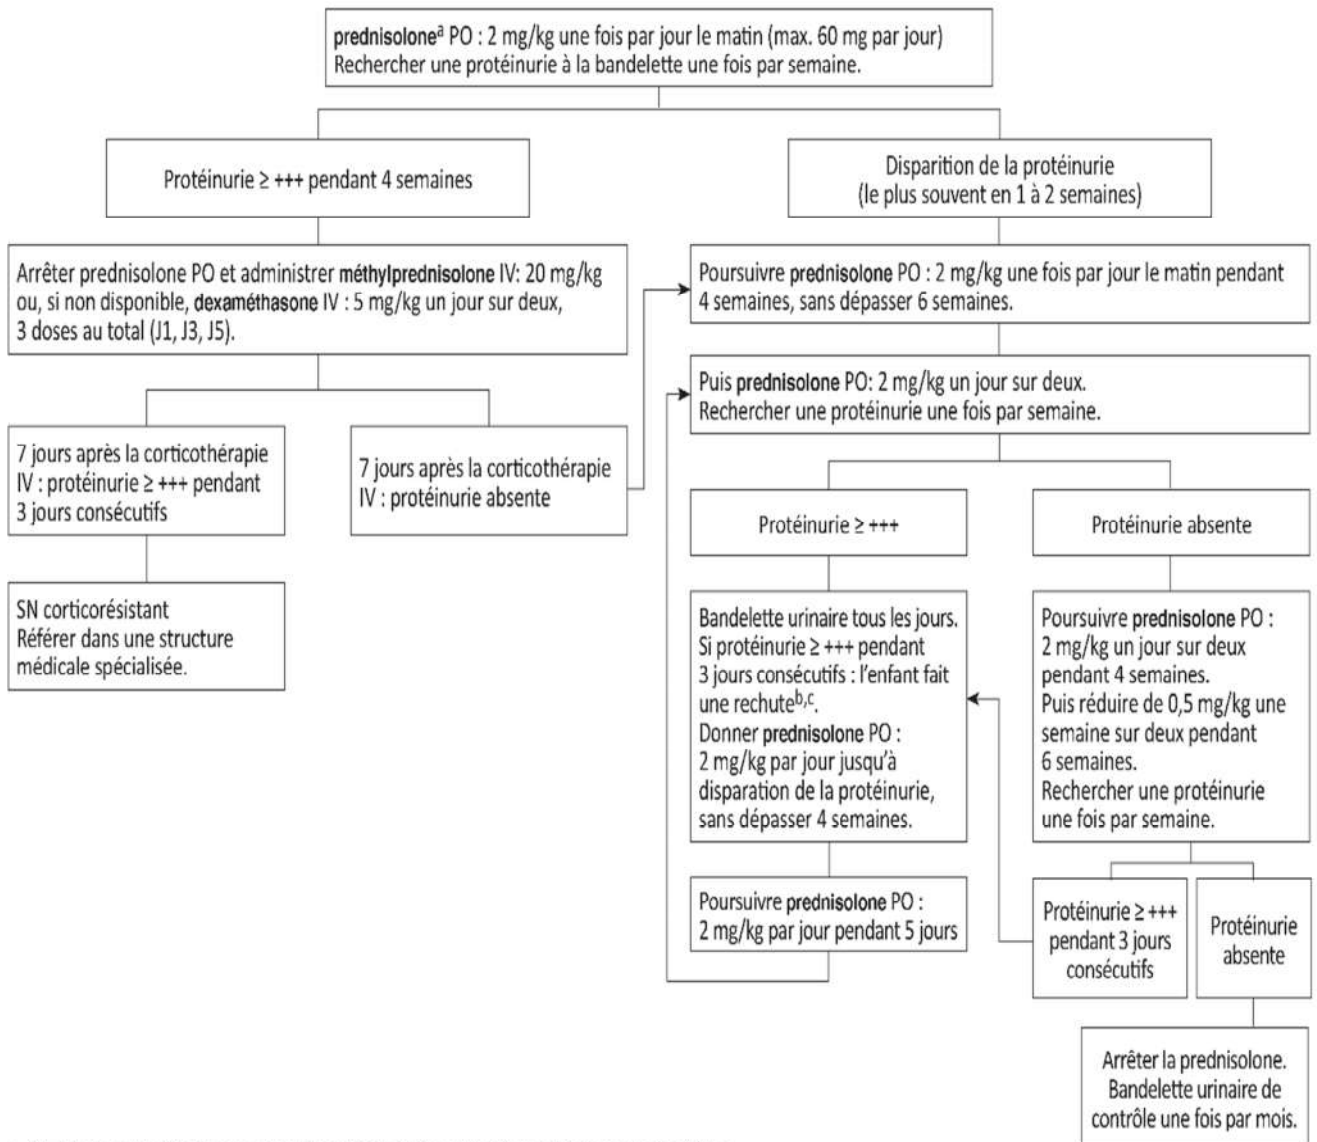 prednisoloneᵃ PO : 2 mg/kg une fois par jour le matin (max. 60 mg par jour)
Rechercher une protéinurie à la bandelette une fois par semaine.
Protéinurie ≥ +++ pendant 4 semaines
Disparition de la protéinurie
(le plus souvent en 1 à 2 semaines)
Arrêter prednisolone PO et administrer méthylprednisolone IV: 20 mg/kg
ou, si non disponible, dexaméthasone IV : 5 mg/kg un jour sur deux,
3 doses au total (J1, J3, J5).
Poursuivre prednisolone PO : 2 mg/kg une fois par jour le matin pendant
4 semaines, sans dépasser 6 semaines.
Puis prednisolone PO: 2 mg/kg un jour sur deux.
Rechercher une protéinurie une fois par semaine.
7 jours après la corticothérapie
IV : protéinurie ≥ +++ pendant
3 jours consécutifs
7 jours après la corticothérapie
IV : protéinurie absente
SN corticorésistant
Référer dans une structure
médicale spécialisée.
Protéinurie ≥ +++
Protéinurie absente
Bandelette urinaire tous les jours.
Si protéinurie ≥ +++ pendant
3 jours consécutifs : l'enfant fait
une rechuteᵇ,ᶜ.
Donner prednisolone PO :
2 mg/kg par jour jusqu'à
disparation de la protéinurie,
sans dépasser 4 semaines.
Poursuivre prednisolone PO :
2 mg/kg un jour sur deux
pendant 4 semaines.
Puis réduire de 0,5 mg/kg une
semaine sur deux pendant
6 semaines.
Rechercher une protéinurie
une fois par semaine.
Poursuivre prednisolone PO :
2 mg/kg par jour pendant 5 jours
Protéinurie ≥ +++
pendant 3 jours
consécutifs
Protéinurie
absente
Arrêter la prednisolone.
Bandelette urinaire de
contrôle une fois par mois.